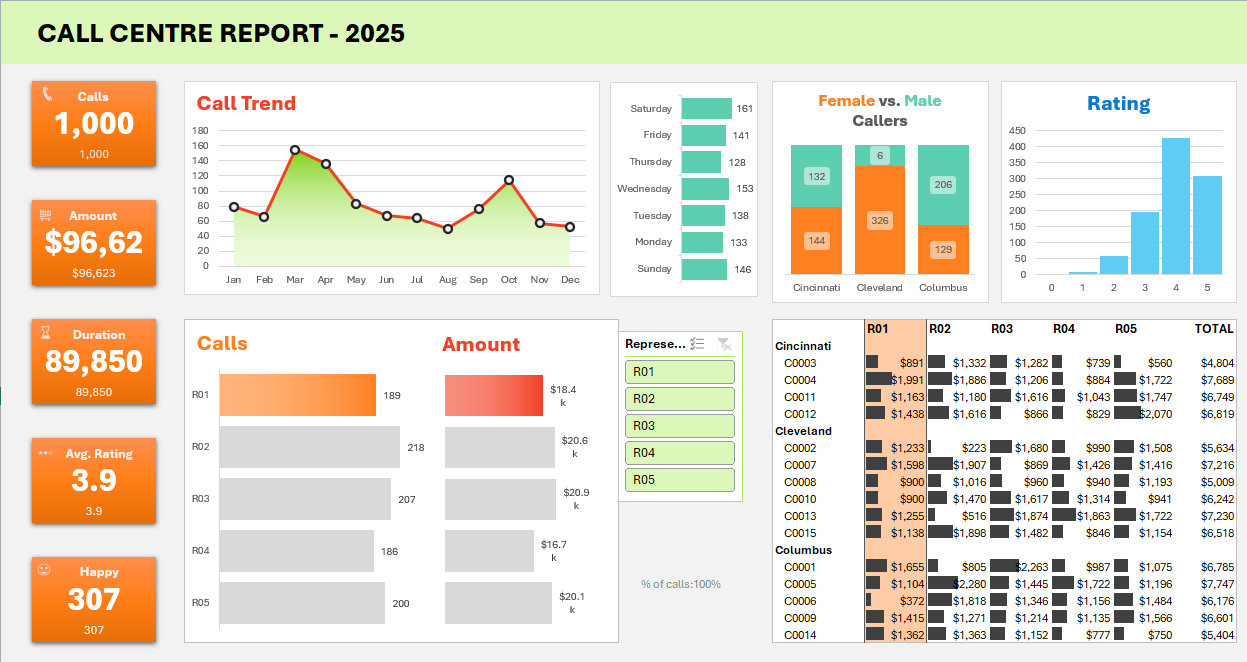 CALL CENTRE REPORT - 2025
Calls
1,000
1,000
Amount
$96,62
$96,623
Duration
89,850
89,850
Avg. Rating
3.9
3.9
Happy
307
307
Call Trend
180
160
140
120
100
80
60
40
20
0
Jan Feb Mar Apr May Jun Jul Aug Sep Oct Nov Dec
Saturday 161
Friday 141
Thursday 128
Wednesday 153
Tuesday 138
Monday 133
Sunday 146
Female vs. Male
Callers
132 6 206
144 326 129
Cincinnati Cleveland Columbus
Rating
450
400
350
300
250
200
150
100
50
0
0 1 2 3 4 5
Calls
R01 189
R02 218
R03 207
R04 186
R05 200
Amount
$18.4
k
$20.6
k
$20.9
k
$16.7
k
$20.1
k
Represe...
R01
R02
R03
R04
R05
% of calls:100%
R01 R02 R03 R04 R05 TOTAL
Cincinnati
C0003 $891 $1,332 $1,282 $739 $560 $4,804
C0004 $1,991 $1,886 $1,206 $884 $1,722 $7,689
C0011 $1,163 $1,180 $1,616 $1,043 $1,747 $6,749
C0012 $1,438 $1,616 $866 $829 $2,070 $6,819
Cleveland
C0002 $1,233 $223 $1,680 $990 $1,508 $5,634
C0007 $1,598 $1,907 $869 $1,426 $1,416 $7,216
C0008 $900 $1,016 $960 $940 $1,193 $5,009
C0010 $900 $1,470 $1,617 $1,314 $941 $6,242
C0013 $1,255 $516 $1,874 $1,863 $1,722 $7,230
C0015 $1,138 $1,898 $1,482 $846 $1,154 $6,518
Columbus
C0001 $1,655 $805 $2,263 $987 $1,075 $6,785
C0005 $1,104 $2,280 $1,445 $1,722 $1,196 $7,747
C0006 $372 $1,818 $1,346 $1,156 $1,484 $6,176
C0009 $1,415 $1,271 $1,214 $1,135 $1,566 $6,601
C0014 $1,362 $1,363 $1,152 $777 $750 $5,404